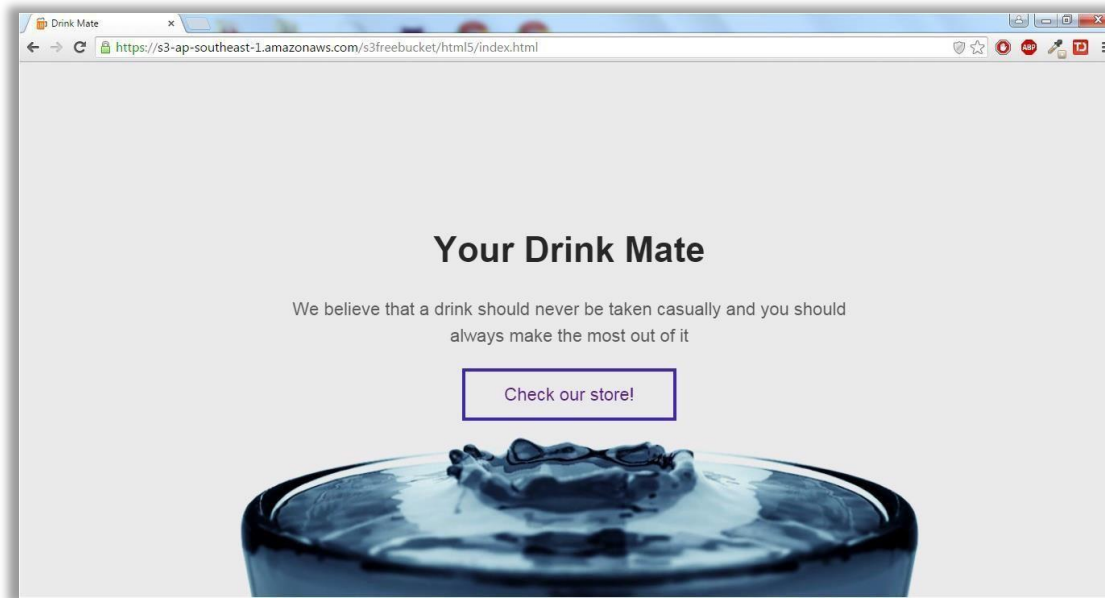 Drink Mate
https://s3-ap-southeast-1.amazonaws.com/s3freebucket/html5/index.html
ABP
Your Drink Mate
We believe that a drink should never be taken casually and you should
always make the most out of it
Check our store!